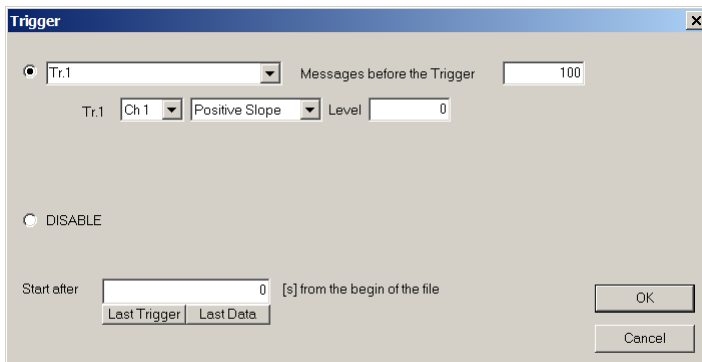 Trigger
Tr.1 Messages before the Trigger 100
Tr.1 Ch 1 Positive Slope Level 0
DISABLE
Start after 0 [s] from the begin of the file
OK
Last Trigger Last Data
Cancel